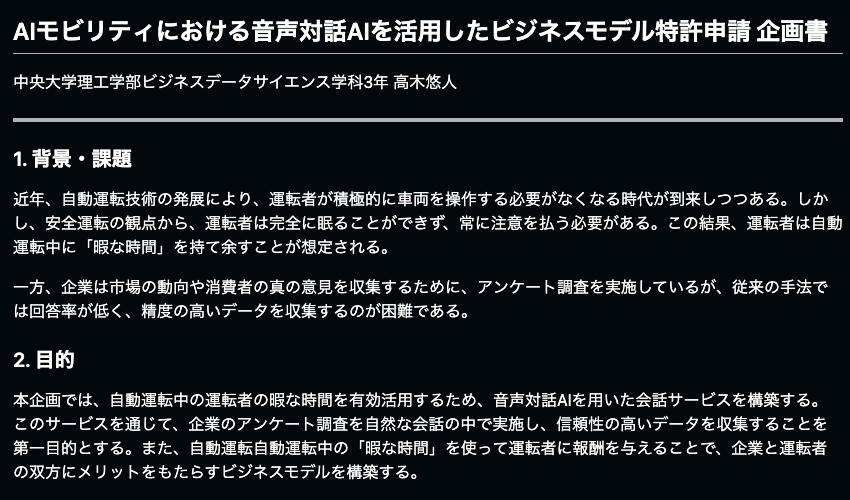 AIモビリティにおける音声対話AIを活用したビジネスモデル特許申請 企画書
中央大学理工学部ビジネスデータサイエンス学科3年 高木悠人
1. 背景・課題
近年、自動運転技術の発展により、運転者が積極的に車両を操作する必要がなくなる時代が到来しつつある。しか
し、安全運転の観点から、運転者は完全に眠ることができず、常に注意を払う必要がある。この結果、運転者は自動
運転中に「暇な時間」を持て余すことが想定される。
一方、企業は市場の動向や消費者の真の意見を収集するために、アンケート調査を実施しているが、従来の手法で
は回答率が低く、精度の高いデータを収集するのが困難である。
2. 目的
本企画では、自動運転中の運転者の暇な時間を有効活用するため、音声対話AIを用いた会話サービスを構築する。
このサービスを通じて、企業のアンケート調査を自然な会話の中で実施し、信頼性の高いデータを収集することを
第一目的とする。また、自動運転自動運転中の「暇な時間」を使って運転者に報酬を与えることで、企業と運転者
の双方にメリットをもたらすビジネスモデルを構築する。